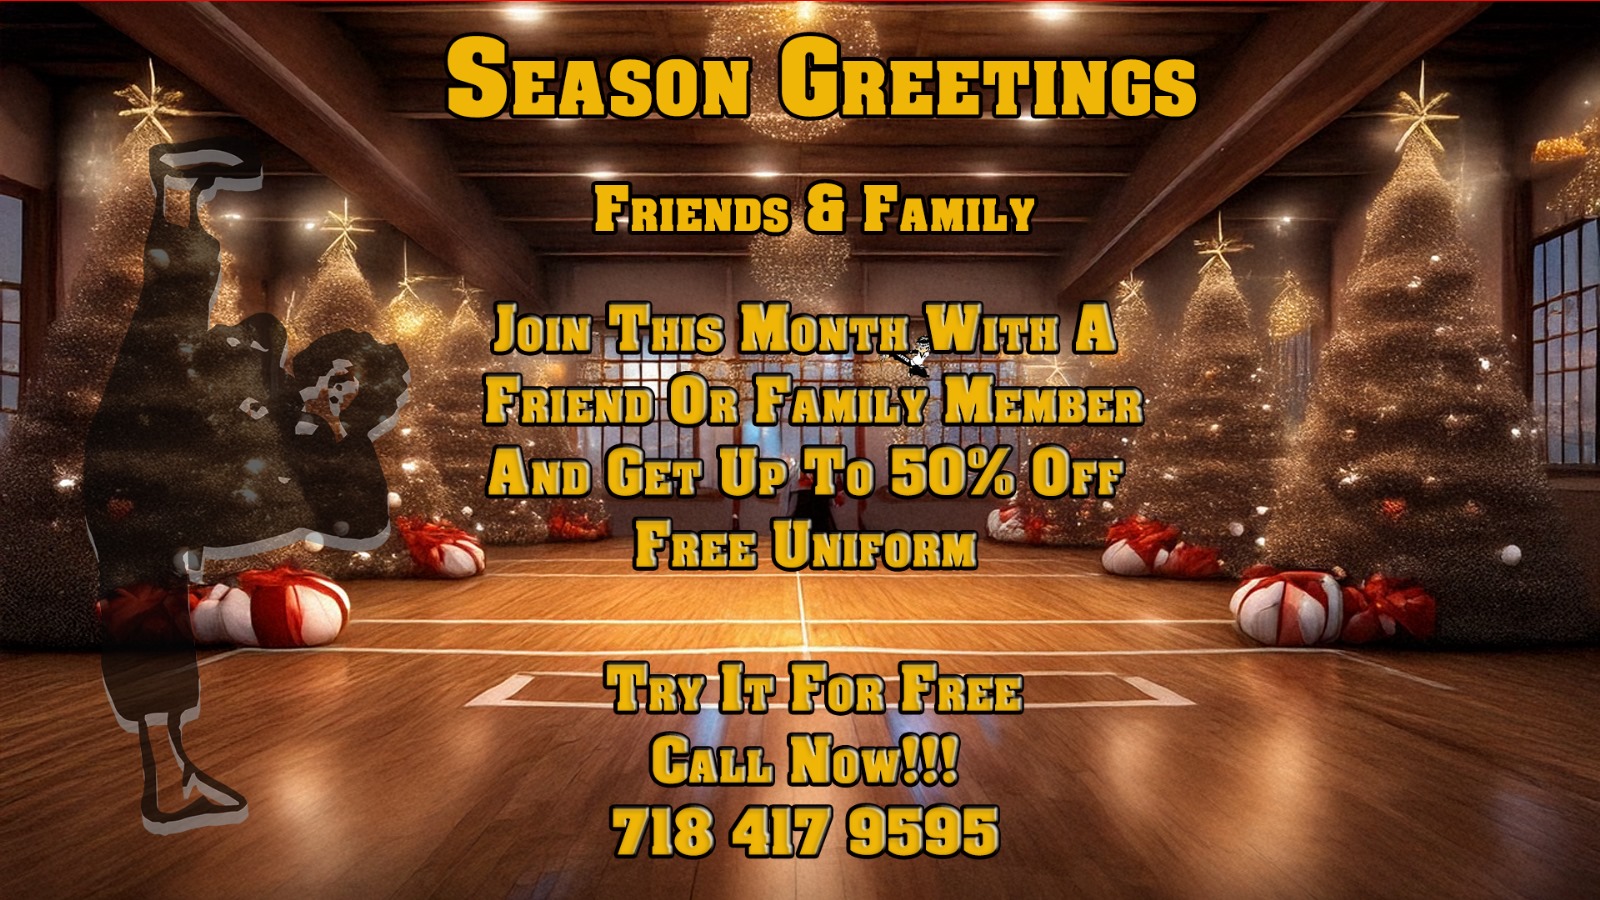 Season Greetings
Friends & Family
Join This Month With A
Friend Or Family Member
And Get Up To 50% Off
Free Uniform
Try It For Free
Call Now!!!
718 417 9595